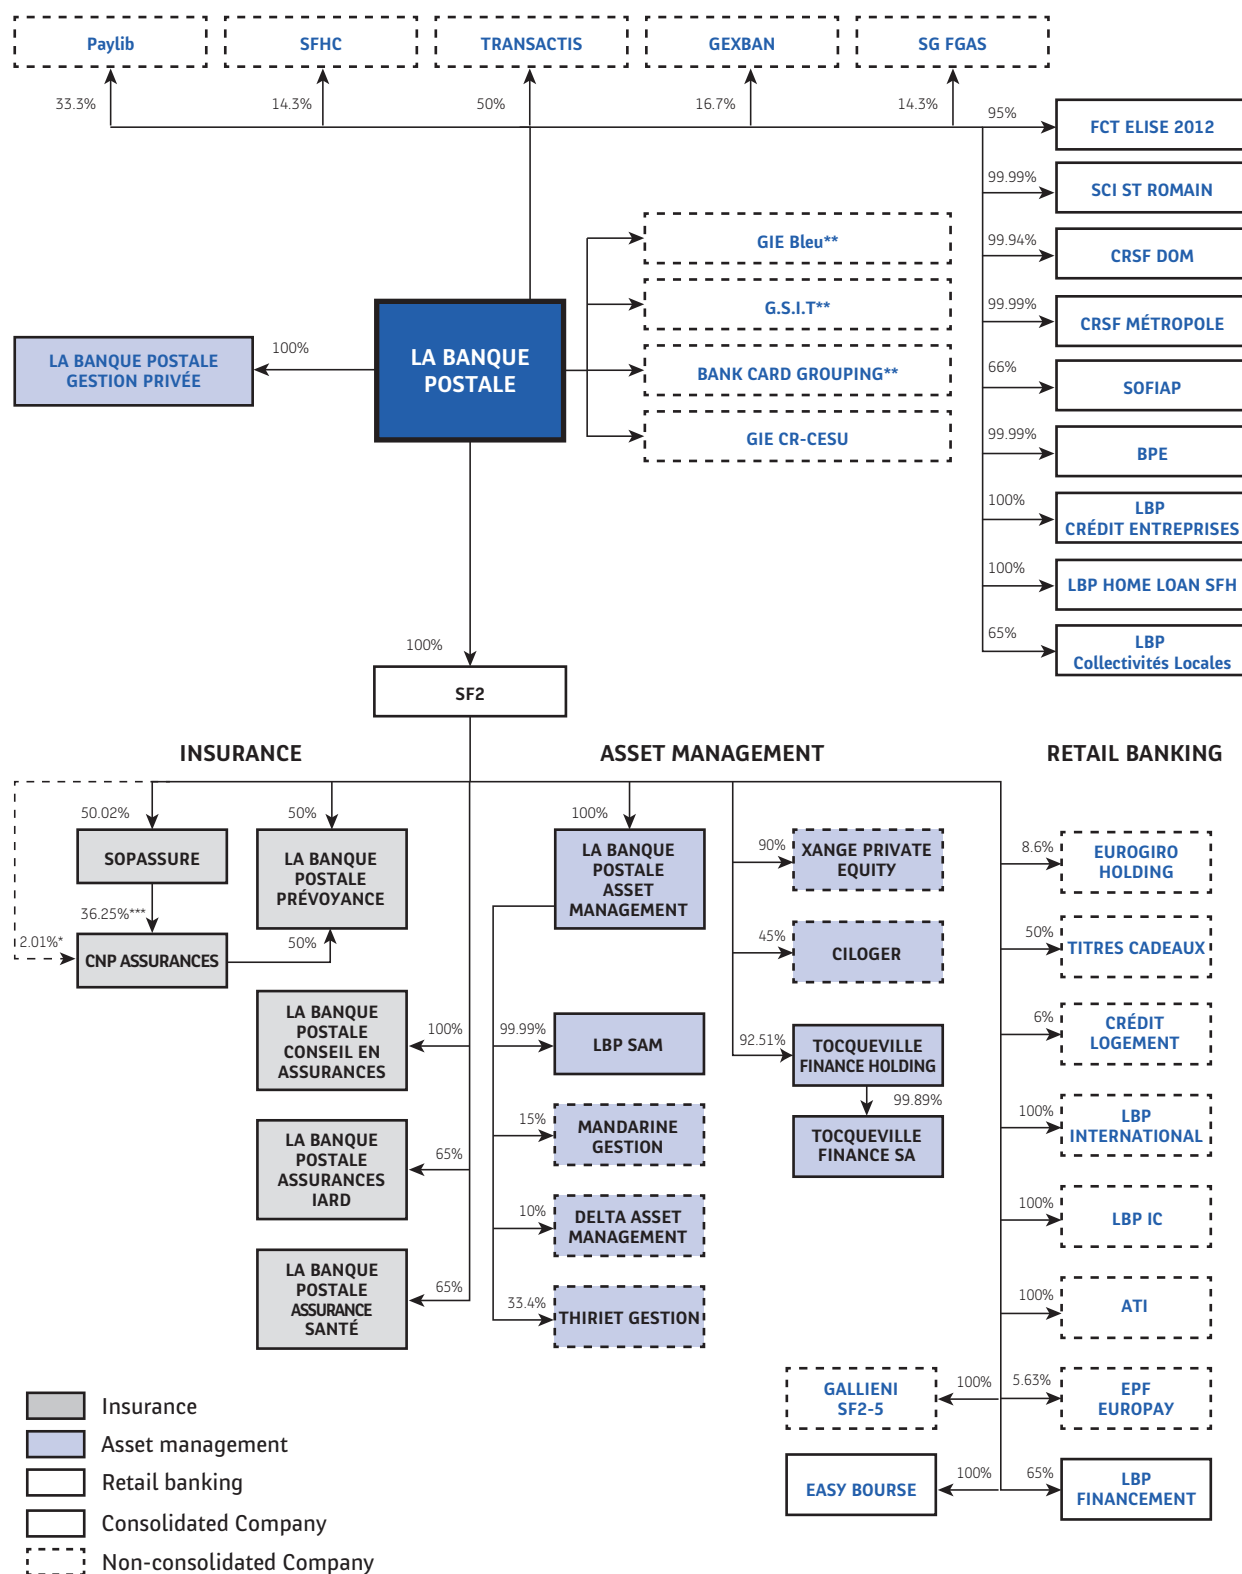 Paylib
SFHC
TRANSACTIS
GEXBAN
SG FGAS
33.3%
14.3%
50%
16.7%
14.3%
95%
FCT ELISE 2012
99.99%
SCI ST ROMAIN
99.94%
CRSF DOM
99.99%
CRSF MÉTROPOLE
66%
SOFIAP
99.99%
BPE
100%
LBP
CRÉDIT ENTREPRISES
100%
LBP HOME LOAN SFH
65%
LBP
Collectivités Locales
GIE Bleu**
G.S.I.T**
BANK CARD GROUPING**
GIE CR-CESU
LA BANQUE
POSTALE
100%
LA BANQUE POSTALE
GESTION PRIVÉE
100%
SF2
INSURANCE
ASSET MANAGEMENT
RETAIL BANKING
50.02%
SOPASSURE
36.25%***
2.01%*
CNP ASSURANCES
50%
LA BANQUE
POSTALE
PRÉVOYANCE
50%
LA BANQUE
POSTALE
CONSEIL EN
ASSURANCES
100%
LA BANQUE
POSTALE
ASSURANCES
IARD
65%
LA BANQUE
POSTALE
ASSURANCE
SANTÉ
65%
100%
LA BANQUE
POSTALE
ASSET
MANAGEMENT
99.99%
LBP SAM
15%
MANDARINE
GESTION
10%
DELTA ASSET
MANAGEMENT
33.4%
THIRIET GESTION
90%
XANGE PRIVATE
EQUITY
45%
CILOGER
92.51%
TOCQUEVILLE
FINANCE HOLDING
99.89%
TOCQUEVILLE
FINANCE SA
8.6%
EUROGIRO
HOLDING
50%
TITRES CADEAUX
6%
CRÉDIT
LOGEMENT
100%
LBP
INTERNATIONAL
100%
LBP IC
100%
ATI
GALLIENI
SF2-5
100%
5.63%
EPF
EUROPAY
EASY BOURSE
100%
65%
LBP
FINANCEMENT
Insurance
Asset management
Retail banking
Consolidated Company
Non-consolidated Company